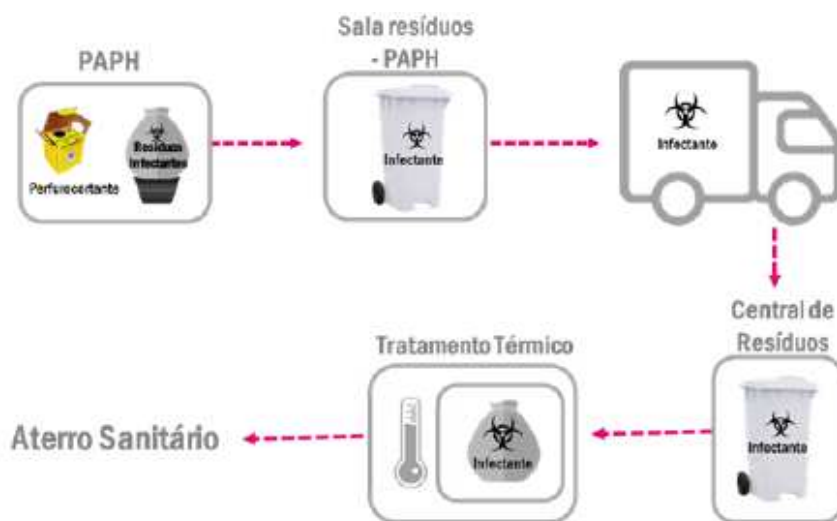 PAPH
Perfurocortante
Resíduos
Infectantes
Sala resíduos
- PAPH
Infectante
Infectante
Central de
Resíduos
Infectante
Tratamento Térmico
Infectante
Aterro Sanitário